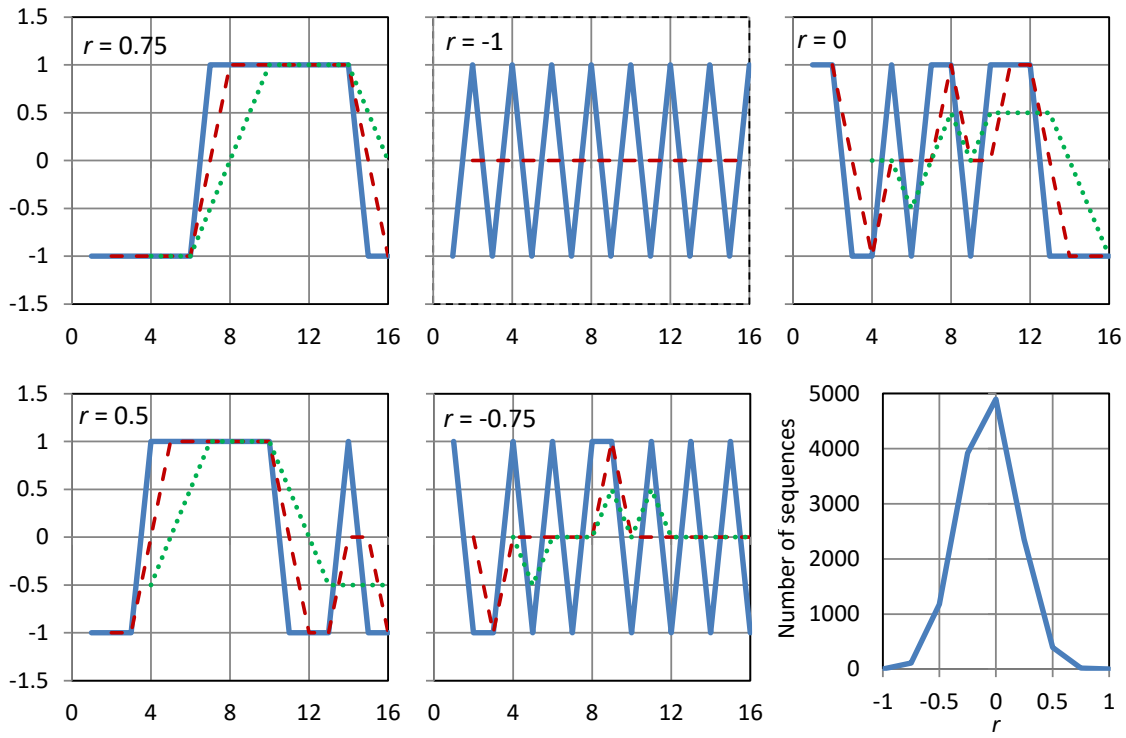 1.5
1
0.5
0
-0.5
-1
-1.5
r = 0.75
0 4 8 12 16
r = -1
0 4 8 12 16
r = 0
0 4 8 12 16
1.5
1
0.5
0
-0.5
-1
-1.5
r = 0.5
0 4 8 12 16
r = -0.75
0 4 8 12 16
Number of sequences
5000
4000
3000
2000
1000
0
-1 -0.5 0 0.5 1
r